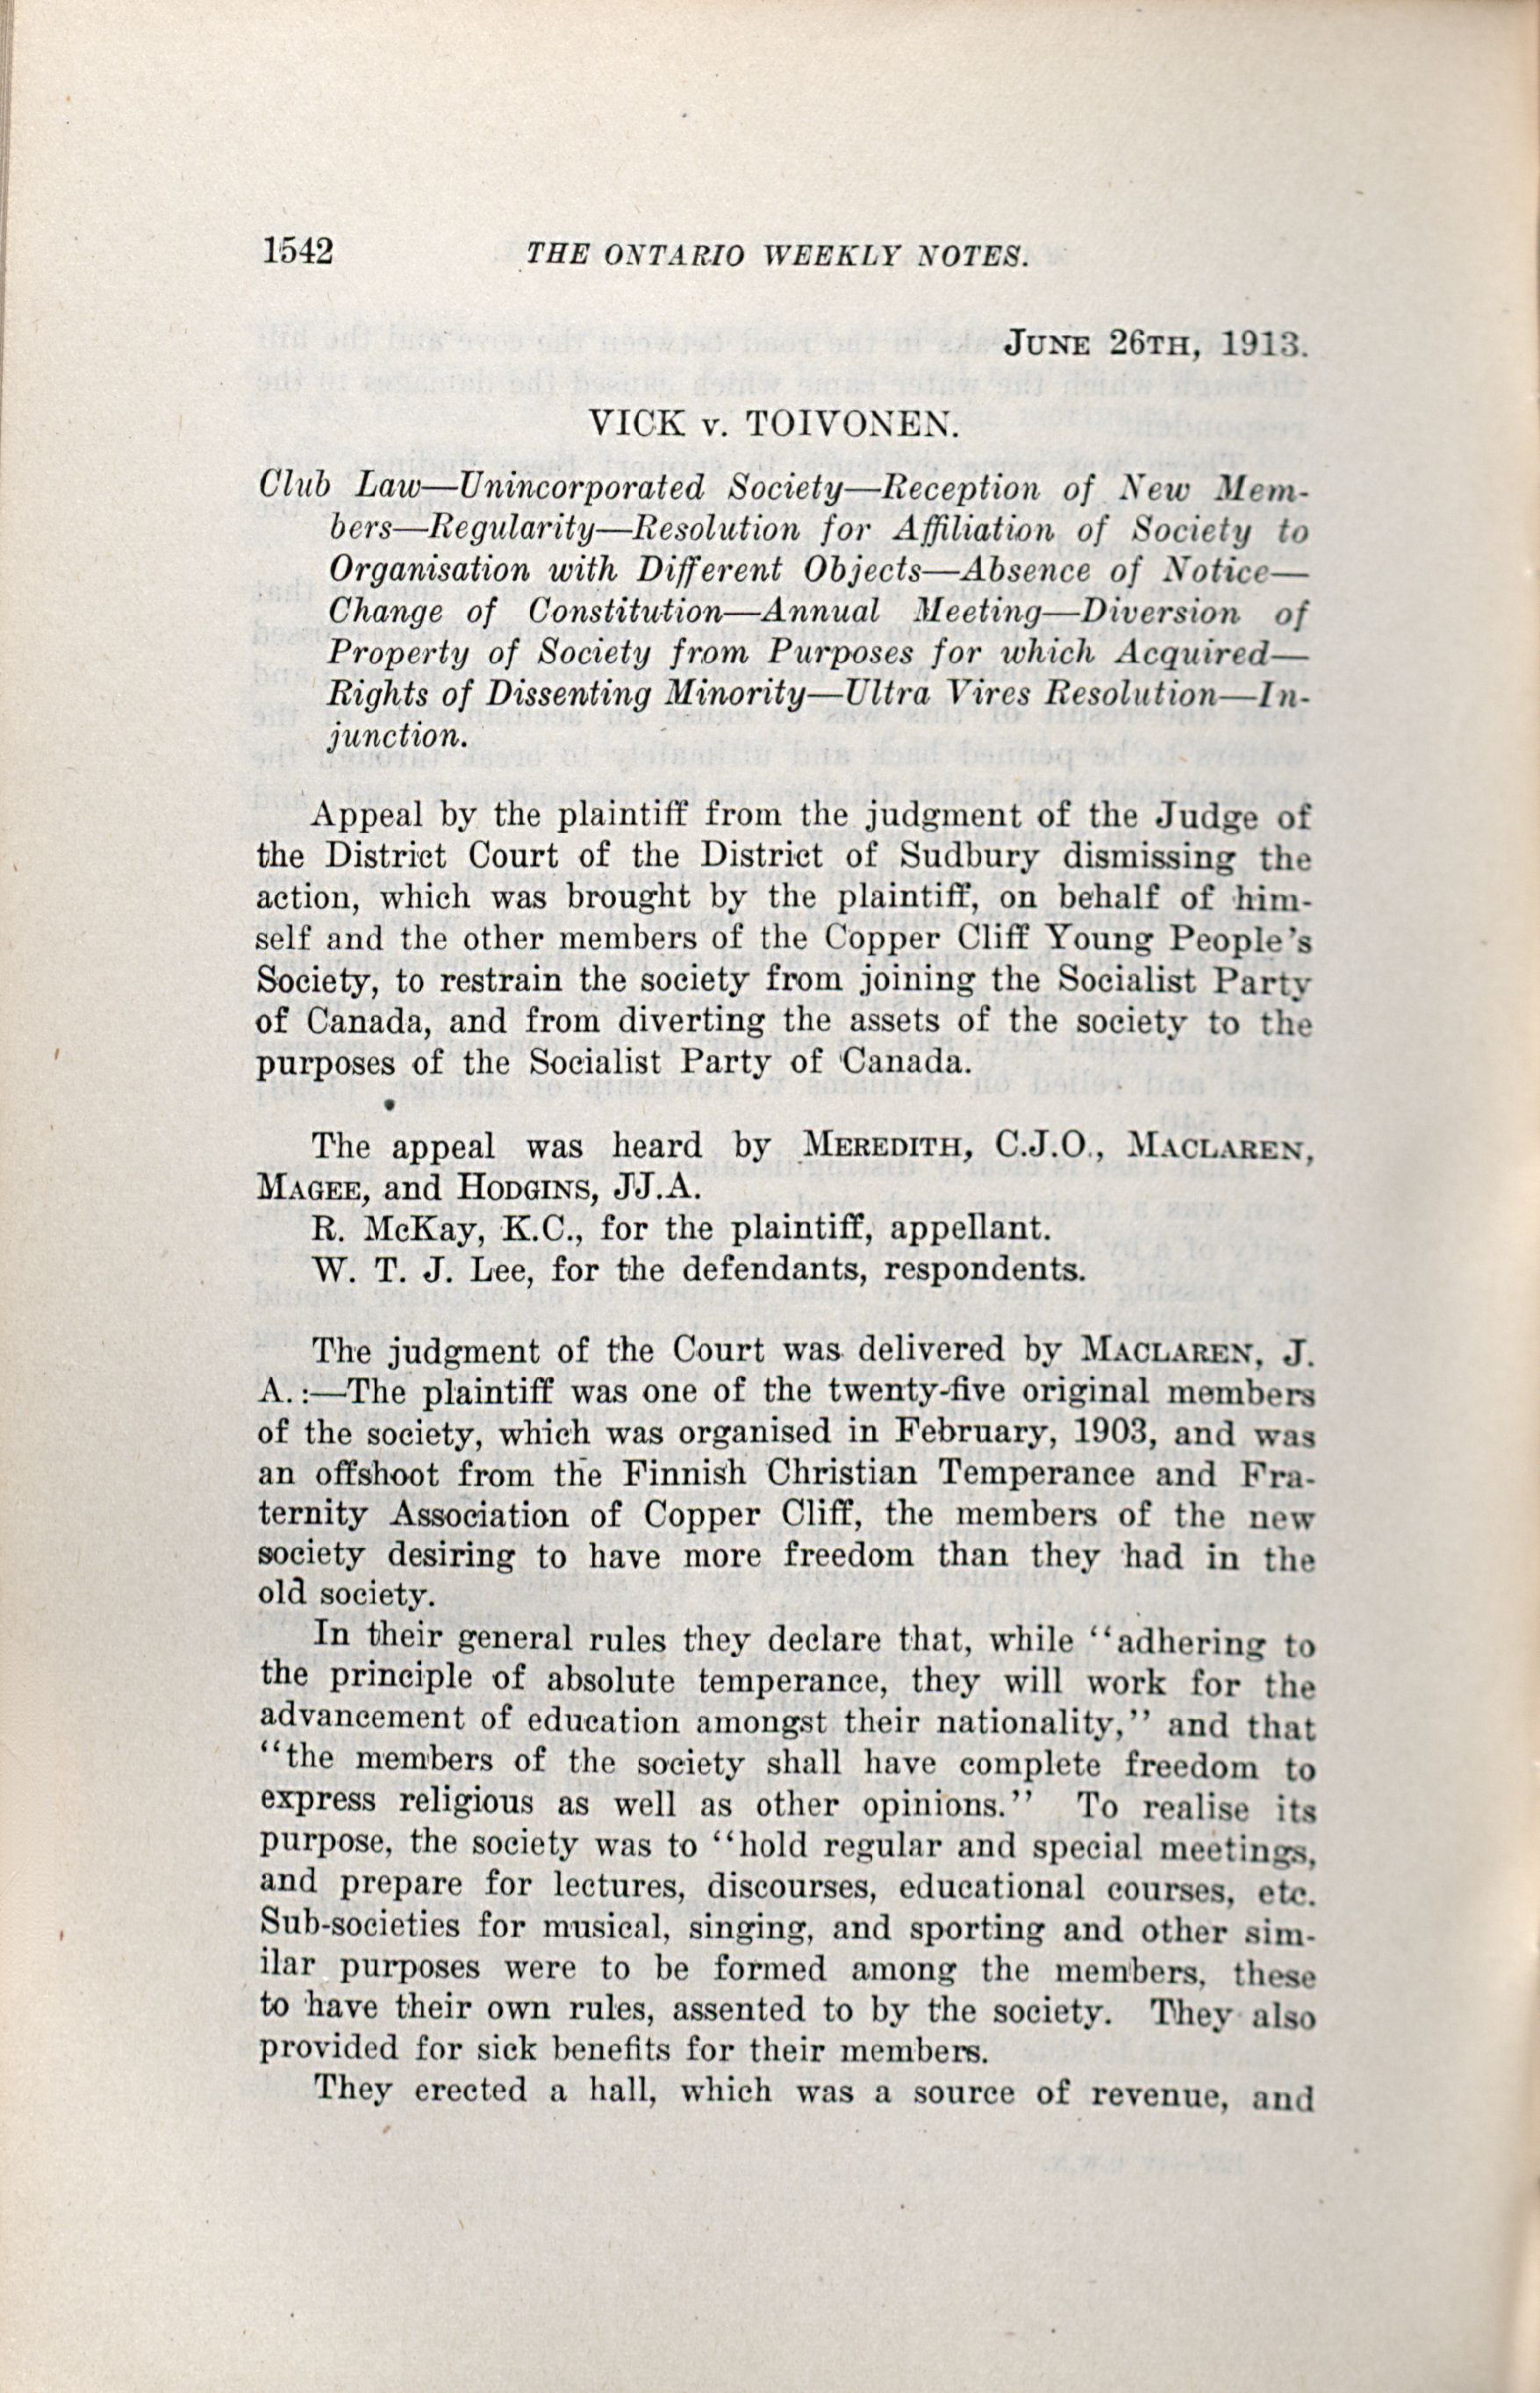 1542 THE ONTARIO WEEKLY NOTES.
JUNE 26TH, 1913.
VICK v. TOIVONEN.
Club Law—Unincorporated Society—Reception of New Mem-
bers—Regularity—Resolution for Affiliation of Society to
Organisation with Different Objects—Absence of Notice—
Change of Constitution—Annual Meeting—Diversion of
Property of Society from Purposes for which Acquired—
Rights of Dissenting Minority—Ultra Vires Resolution—In-
junction.
Appeal by the plaintiff from the judgment of the Judge of
the District Court of the District of Sudbury dismissing the
action, which was brought by the plaintiff, on behalf of him-
self and the other members of the Copper Cliff Young People's
Society, to restrain the society from joining the Socialist Party
of Canada, and from diverting the assets of the society to the
purposes of the Socialist Party of Canada.
The appeal was heard by MEREDITH, C.J.O., MACLAREN,
MAGEE, and HODGINS, JJ.A.
R. McKay, K.C., for the plaintiff, appellant.
W. T. J. Lee, for the defendants, respondents.
The judgment of the Court was delivered by MACLAREN, J.
A.:—The plaintiff was one of the twenty-five original members
of the society, which was organised in February, 1903, and was
an offshoot from the Finnish Christian Temperance and Fra-
ternity Association of Copper Cliff, the members of the new
society desiring to have more freedom than they had in the
old society.
In their general rules they declare that, while "adhering to
the principle of absolute temperance, they will work for the
advancement of education amongst their nationality," and that
"the members of the society shall have complete freedom to
express religious as well as other opinions." To realise its
purpose, the society was to "hold regular and special meetings,
and prepare for lectures, discourses, educational courses, etc.
Sub-societies for musical, singing, and sporting and other sim-
ilar purposes were to be formed among the members, these
to have their own rules, assented to by the society. They also
provided for sick benefits for their members.
They erected a hall, which was a source of revenue, and